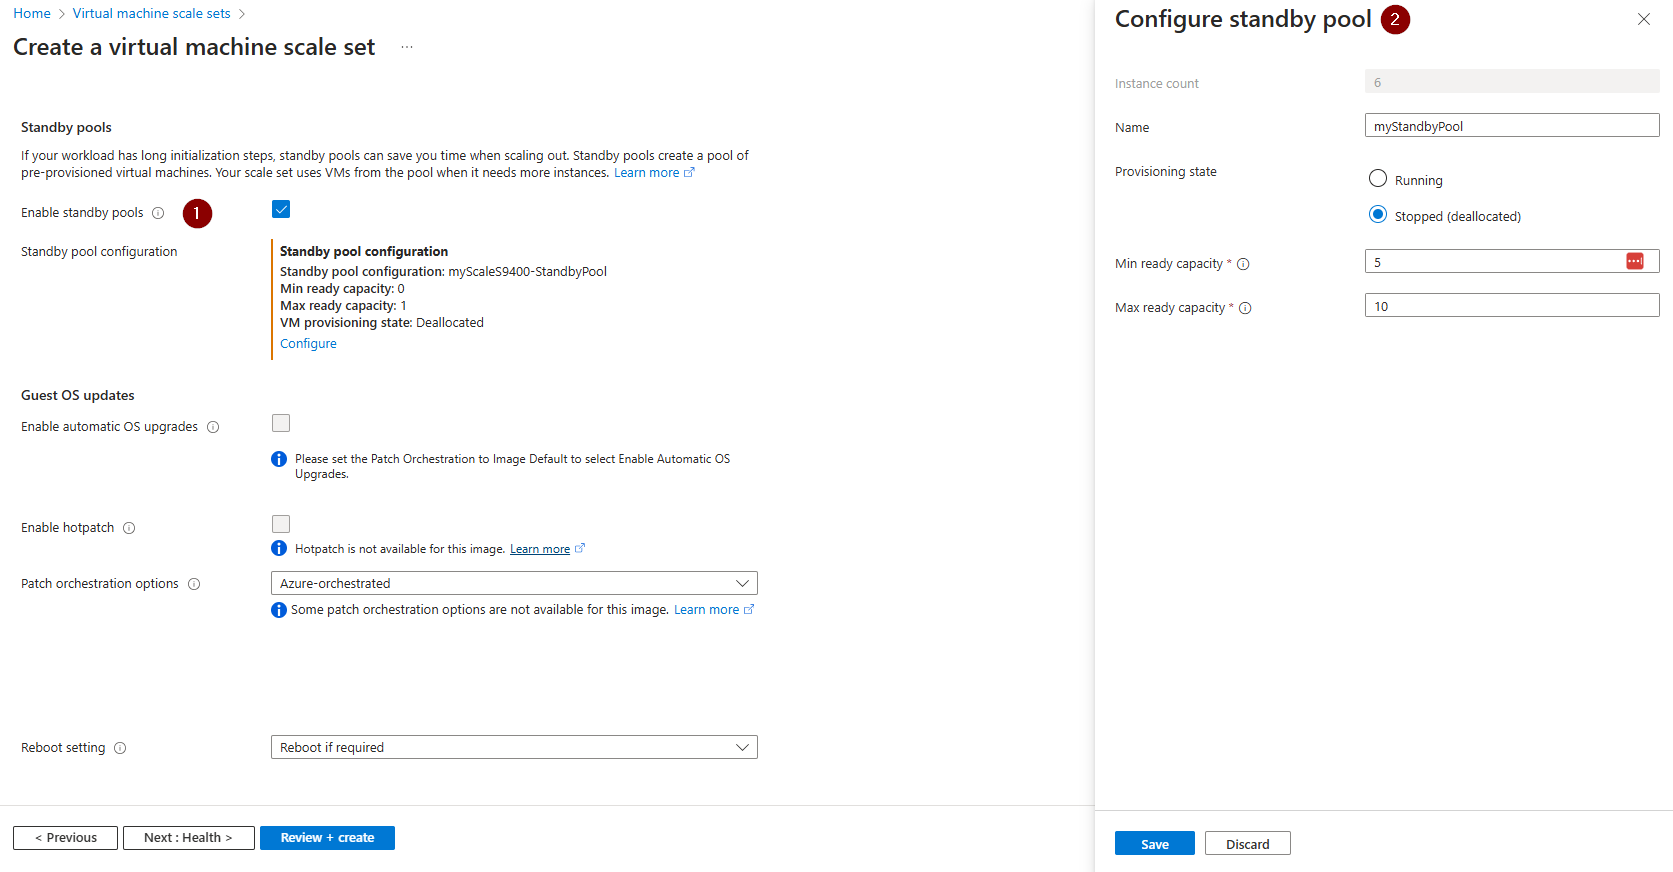 Home > Virtual machine scale sets >
Create a virtual machine scale set ...
Standby pools
If your workload has long initialization steps, standby pools can save you time when scaling out. Standby pools create a pool of
pre-provisioned virtual machines. Your scale set uses VMs from the pool when it needs more instances. Learn more
Enable standby pools 1
Standby pool configuration
Standby pool configuration
Standby pool configuration: myScaleS9400-StandbyPool
Min ready capacity: 0
Max ready capacity: 1
VM provisioning state: Deallocated
Configure
Guest OS updates
Enable automatic OS upgrades
Please set the Patch Orchestration to Image Default to select Enable Automatic OS
Upgrades.
Enable hotpatch
Hotpatch is not available for this image. Learn more
Patch orchestration options
Azure-orchestrated
Some patch orchestration options are not available for this image. Learn more
Reboot setting
Reboot if required
< Previous
Next : Health >
Review + create
Configure standby pool 2
Instance count
6
Name
myStandbyPool
Provisioning state
Running
Stopped (deallocated)
Min ready capacity *
5
Max ready capacity *
10
Save
Discard